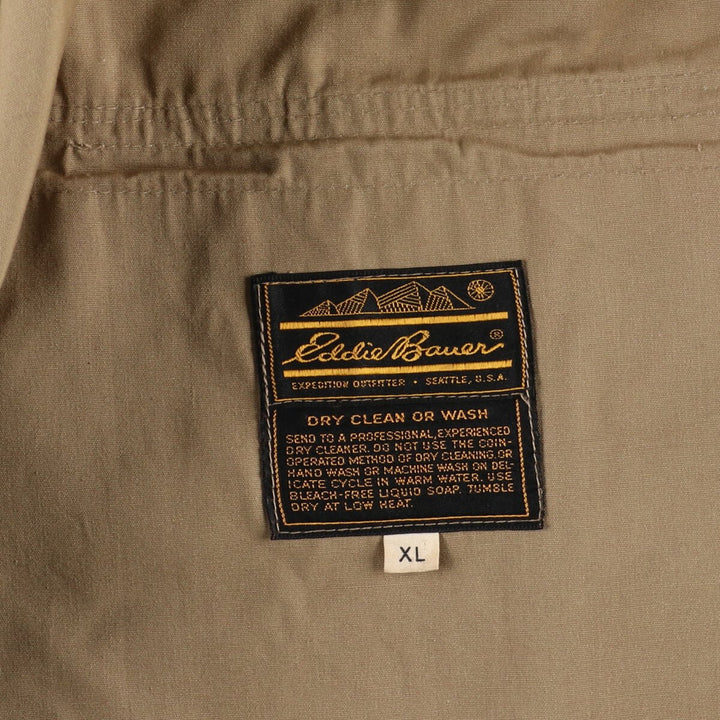 Eddie Bauer®
EXPEDITION OUTFITTER • SEATTLE, U.S.A.
DRY CLEAN OR WASH
SEND TO A PROFESSIONAL, EXPERIENCED
DRY CLEANER. DO NOT USE THE COIN-
OPERATED METHOD OF DRY CLEANING. OR
HAND WASH OR MACHINE WASH ON DEL-
ICATE CYCLE IN WARM WATER. USE
BLEACH-FREE LIQUID SOAP. TUMBLE
DRY AT LOW HEAT.
XL